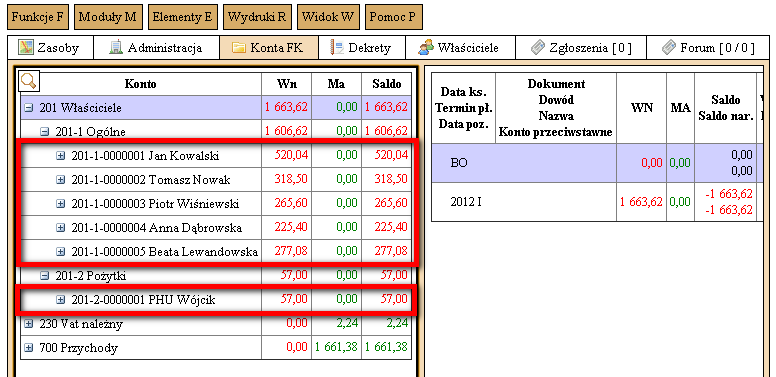 Funkcje F Moduły M Elementy E Wydruki R Widok W Pomoc P
Zasoby Administracja Konta FK Dekrety Właściciele Zgłoszenia [ 0 ] Forum [ 0 / 0 ]
Konto Wn Ma Saldo
201 Właściciele 1 663,62 0,00 1 663,62
201-1 Ogólne 1 606,62 0,00 1 606,62
201-1-0000001 Jan Kowalski 520,04 0,00 520,04
201-1-0000002 Tomasz Nowak 318,50 0,00 318,50
201-1-0000003 Piotr Wiśniewski 265,60 0,00 265,60
201-1-0000004 Anna Dąbrowska 225,40 0,00 225,40
201-1-0000005 Beata Lewandowska 277,08 0,00 277,08
201-2 Pożytki 57,00 0,00 57,00
201-2-0000001 PHU Wójcik 57,00 0,00 57,00
230 Vat należny 0,00 2,24 2,24
700 Przychody 0,00 1 661,38 1 661,38
Data ks.
Termin pł.
Data poz.
Dokument
Dowód
Nazwa
Konto przeciwstawne
WN
MA
Saldo
Saldo nar.
BO 0,00 0,00 0,00
0,00
2012 I 1 663,62 0,00 -1 663,62
-1 663,62